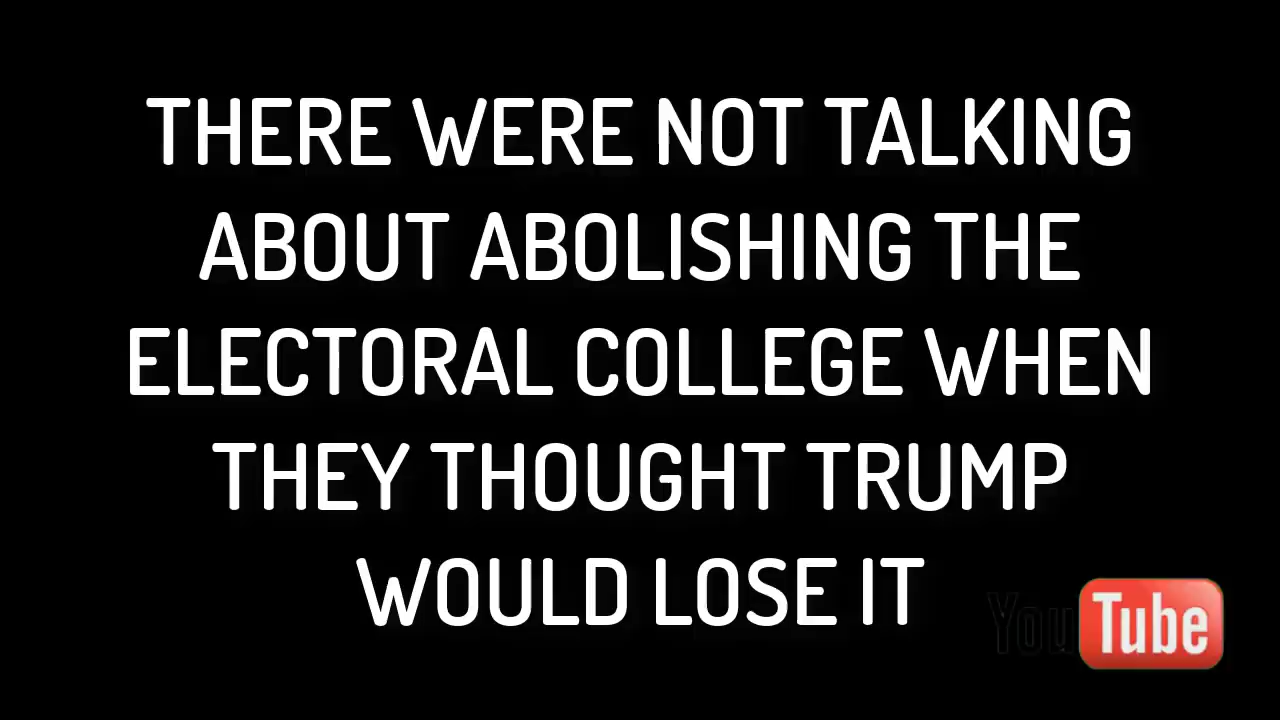 THERE WERE NOT TALKING
ABOUT ABOLISHING THE
ELECTORAL COLLEGE WHEN
THEY THOUGHT TRUMP
WOULD LOSE IT
YouTube